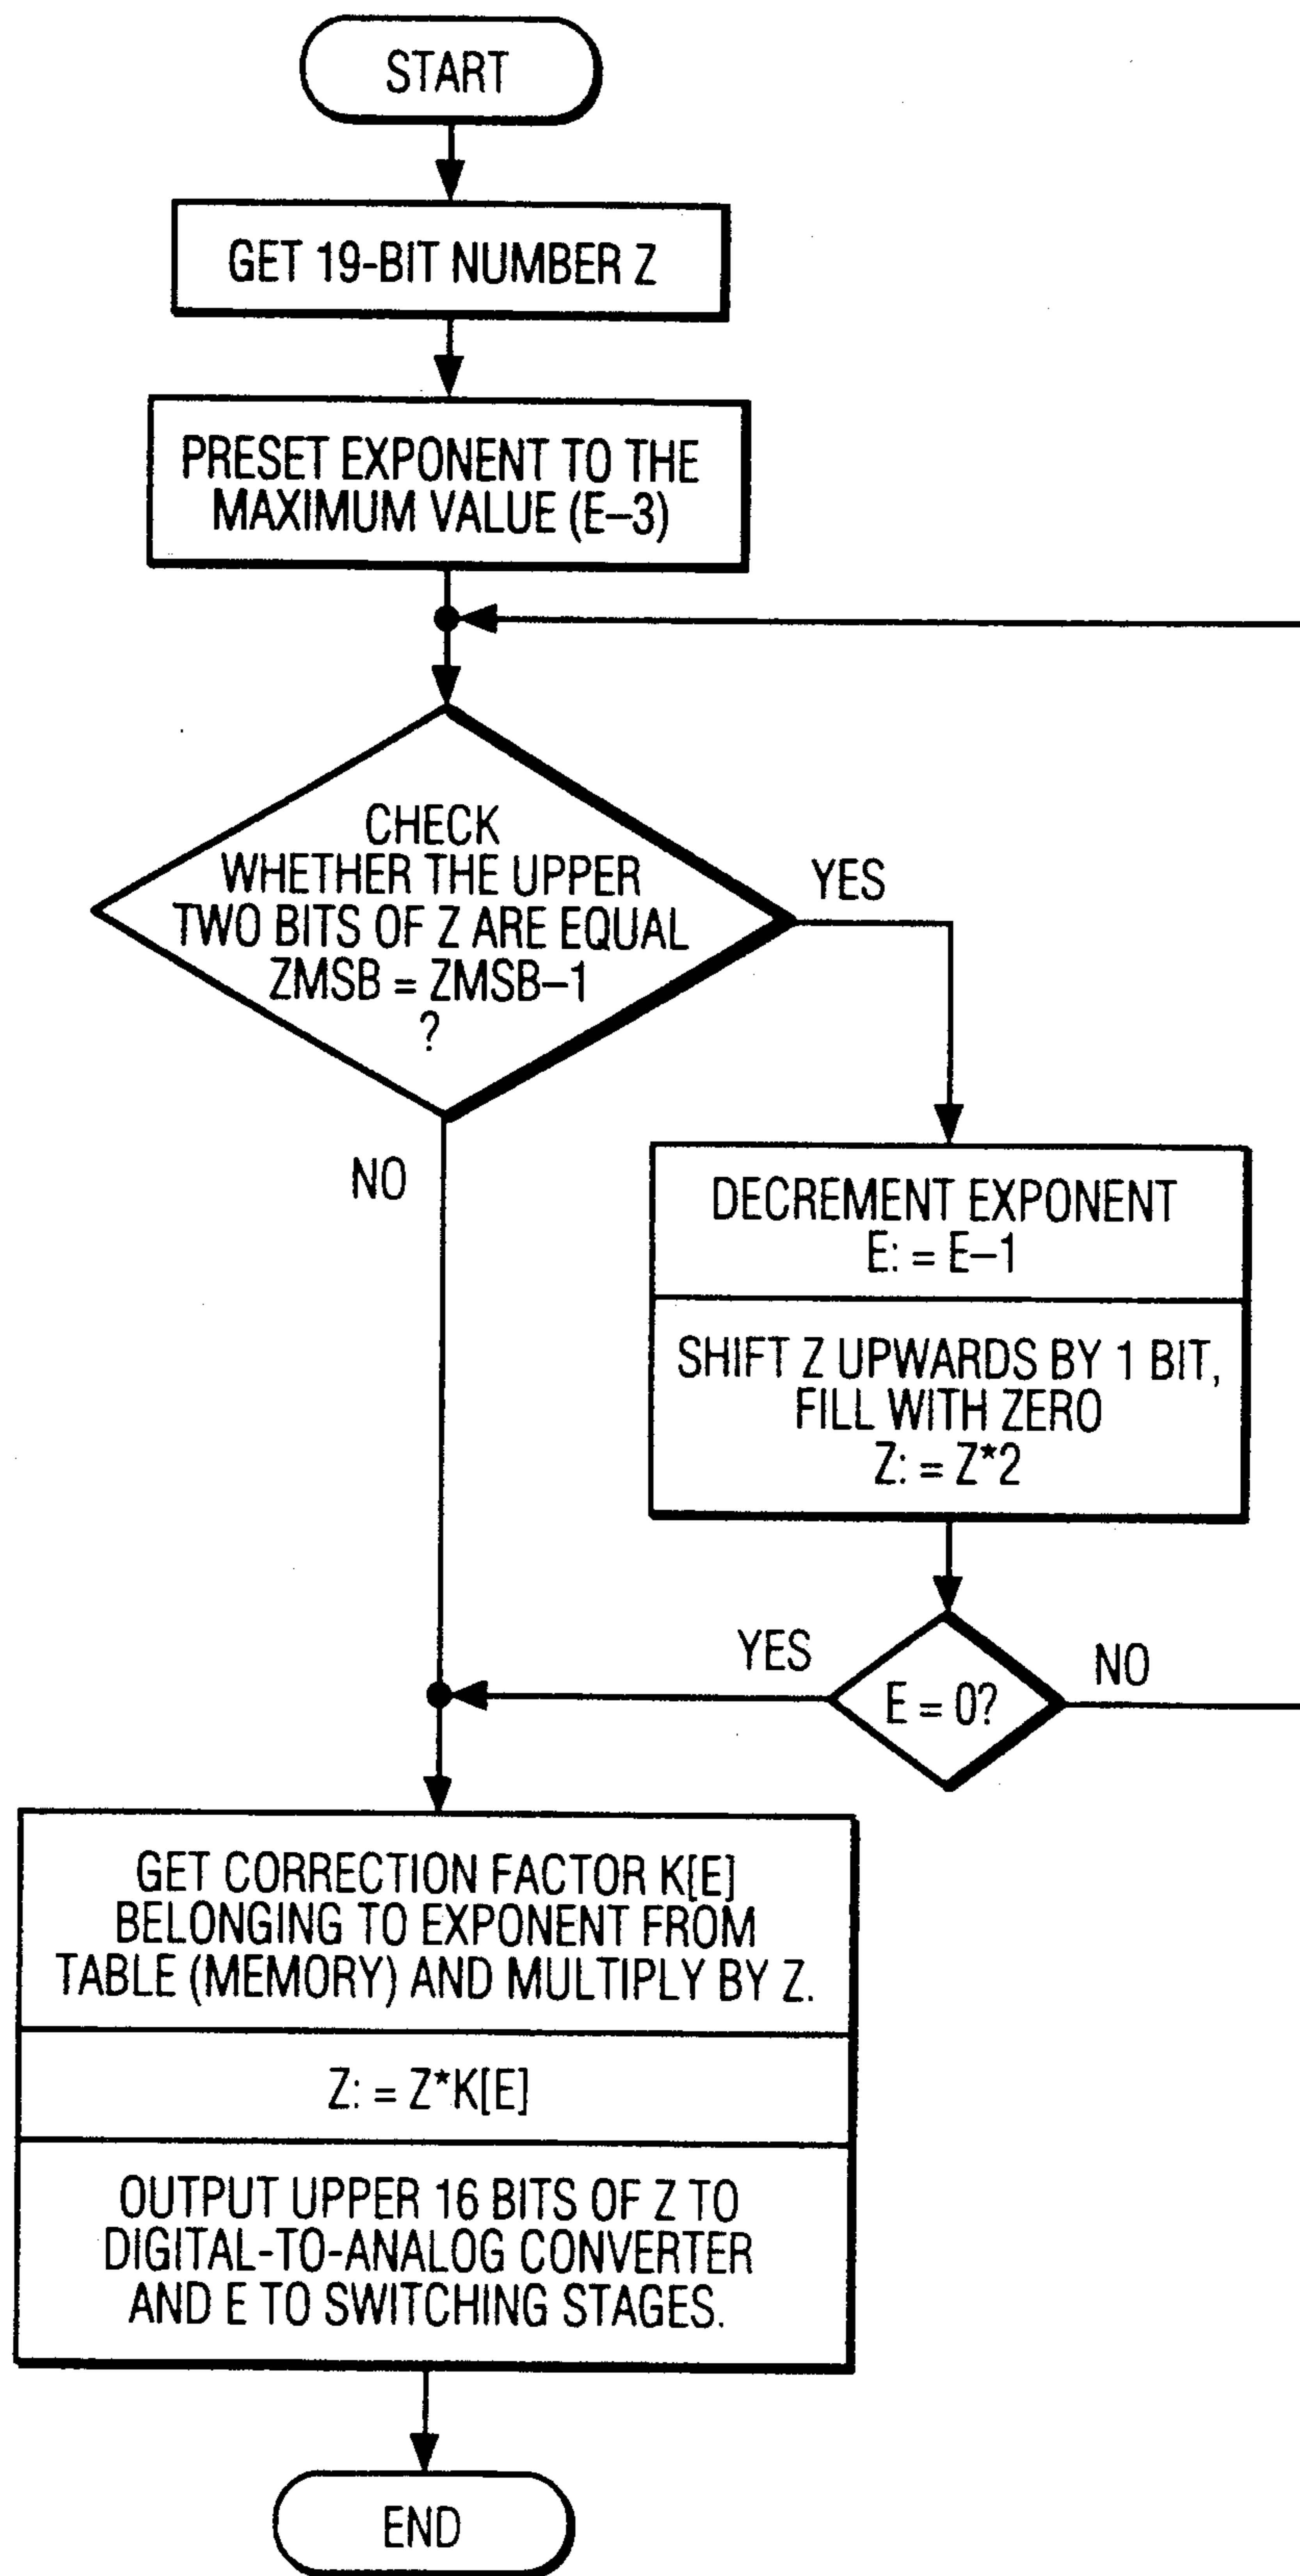 START
GET 19-BIT NUMBER Z
PRESET EXPONENT TO THE
MAXIMUM VALUE (E–3)
CHECK
WHETHER THE UPPER
TWO BITS OF Z ARE EQUAL
ZMSB = ZMSB–1
?
YES
NO
DECREMENT EXPONENT
E: = E–1
SHIFT Z UPWARDS BY 1 BIT,
FILL WITH ZERO
Z: = Z*2
YES
E = 0?
NO
GET CORRECTION FACTOR K[E]
BELONGING TO EXPONENT FROM
TABLE (MEMORY) AND MULTIPLY BY Z.
Z: = Z*K[E]
OUTPUT UPPER 16 BITS OF Z TO
DIGITAL-TO-ANALOG CONVERTER
AND E TO SWITCHING STAGES.
END